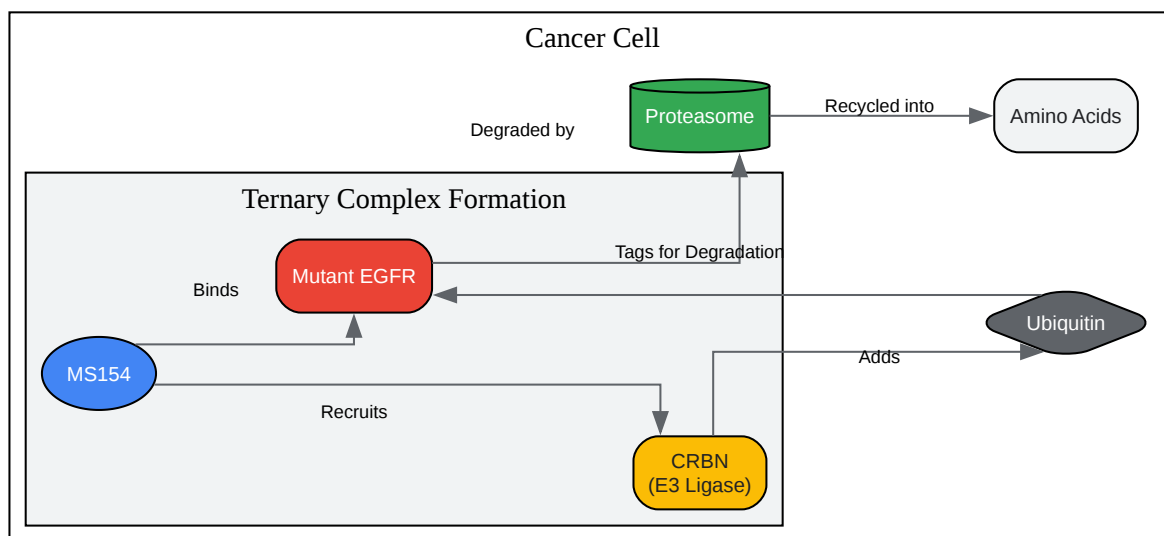 Cancer Cell
Proteasome
Recycled into
Amino Acids
Degraded by
Ternary Complex Formation
Mutant EGFR
Tags for Degradation
Binds
Ubiquitin
MS154
Adds
Recruits
CRBN
(E3 Ligase)